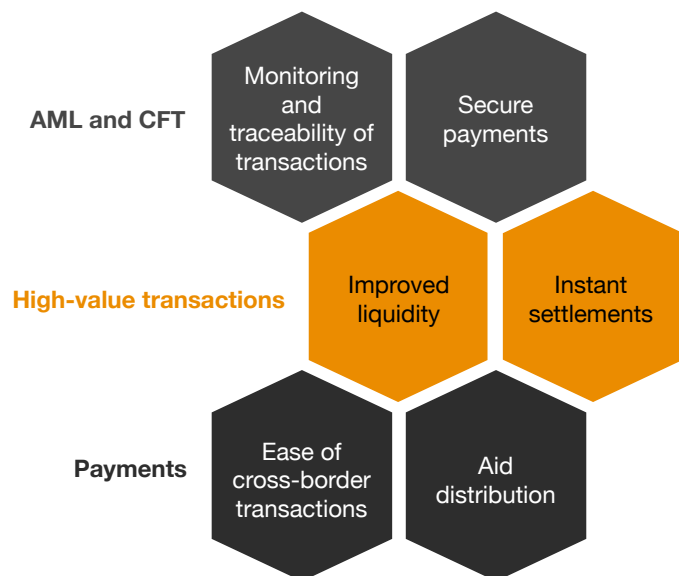 AML and CFT
Monitoring
and
traceability of
transactions
Secure
payments
High-value transactions
Improved
liquidity
Instant
settlements
Payments
Ease of
cross-border
transactions
Aid
distribution